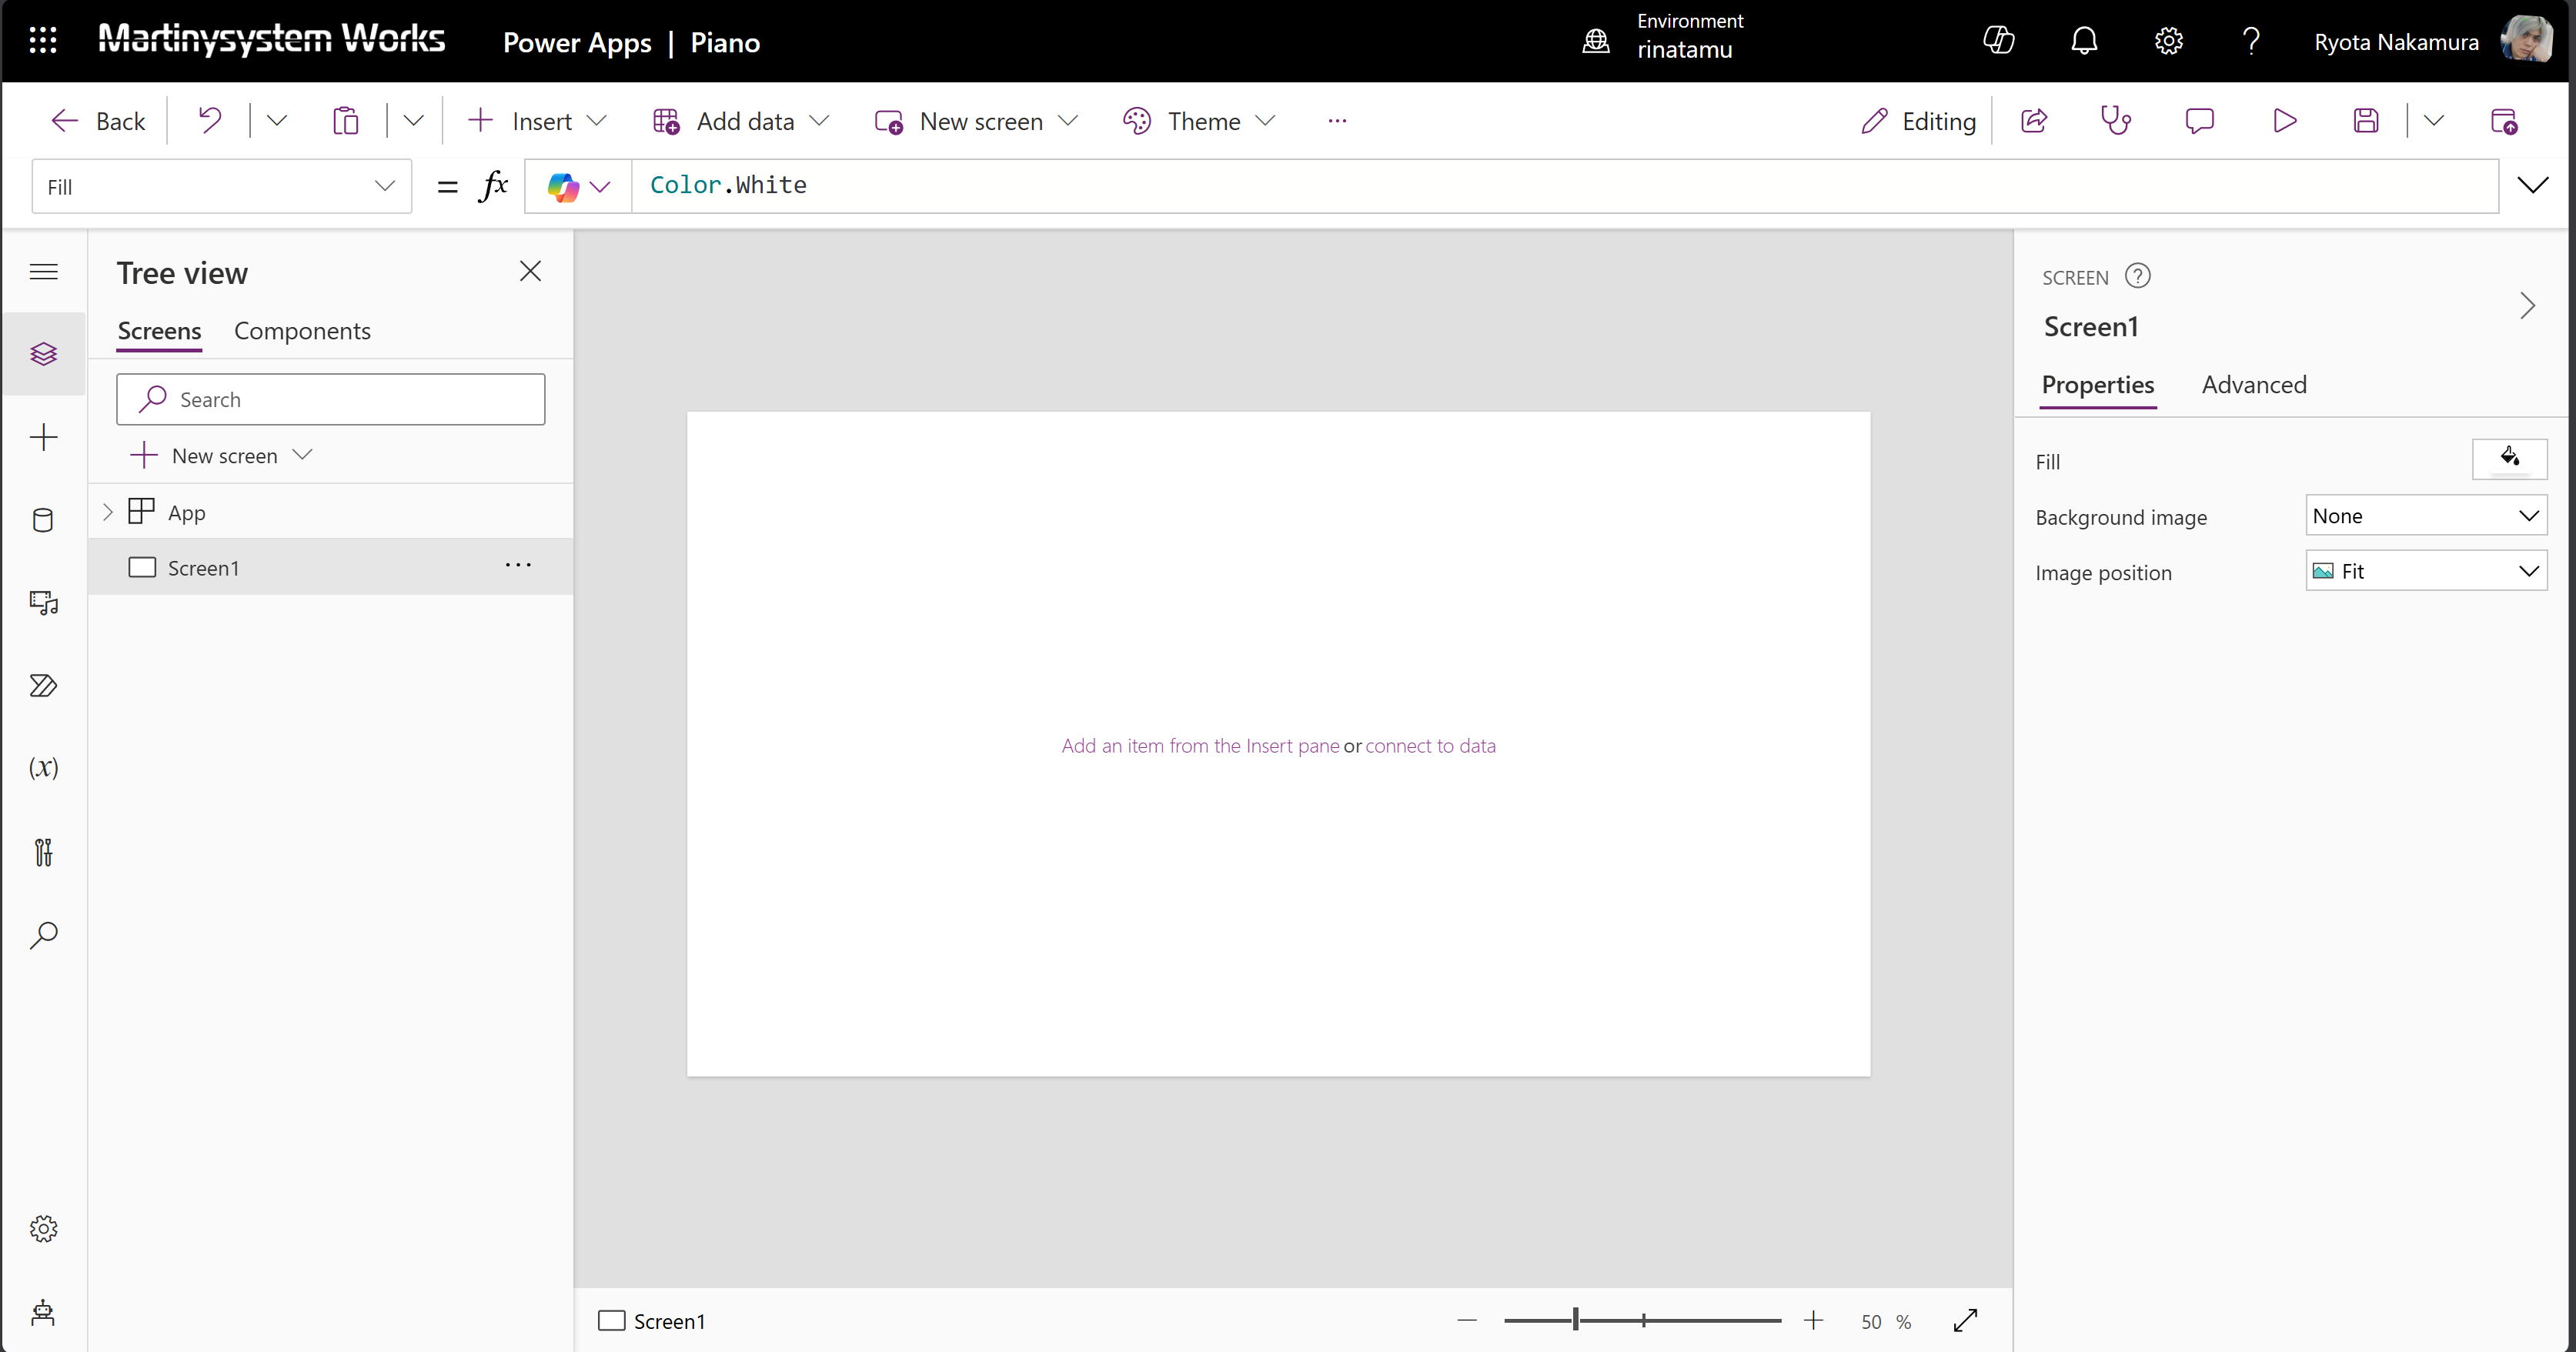 Martinysystem Works
Power Apps | Piano
Environment
rinatamu
Ryota Nakamura
Back
Insert
Add data
New screen
Theme
Editing
Fill
= fx
Color.White
Tree view
Screens
Components
Search
New screen
App
Screen1
Add an item from the Insert pane or connect to data
SCREEN
Screen1
Properties
Advanced
Fill
Background image
None
Image position
Fit
Screen1
50 %